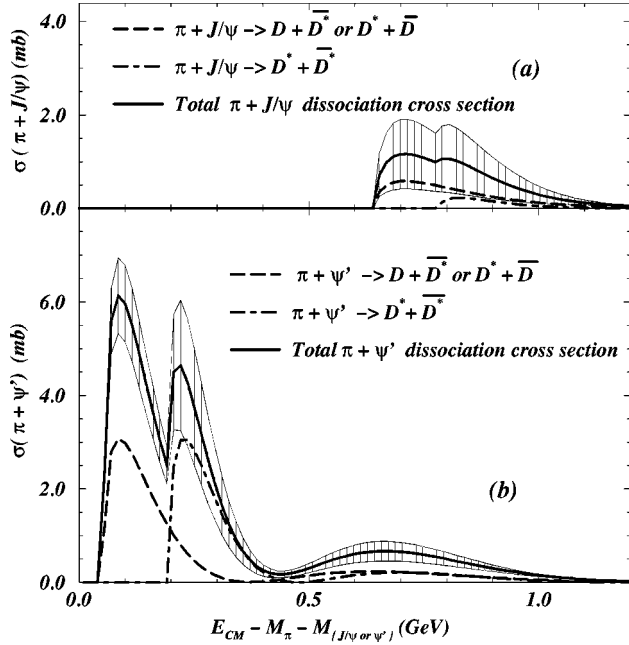 4.0
π + J/ψ –> D + D̅* or D* + D̅
π + J/ψ –> D* + D̅*
(a)
Total π + J/ψ dissociation cross section
2.0
0.0
σ ( π + J/ψ) (mb)
π + ψ’ –> D + D̅* or D* + D̅
6.0
π + ψ’ –> D* + D̅*
Total π + ψ’ dissociation cross section
4.0
(b)
2.0
0.0
σ( π + ψ’) (mb)
0.0 0.5 1.0
E_CM – M_π – M_{J/ψ or ψ’} (GeV)